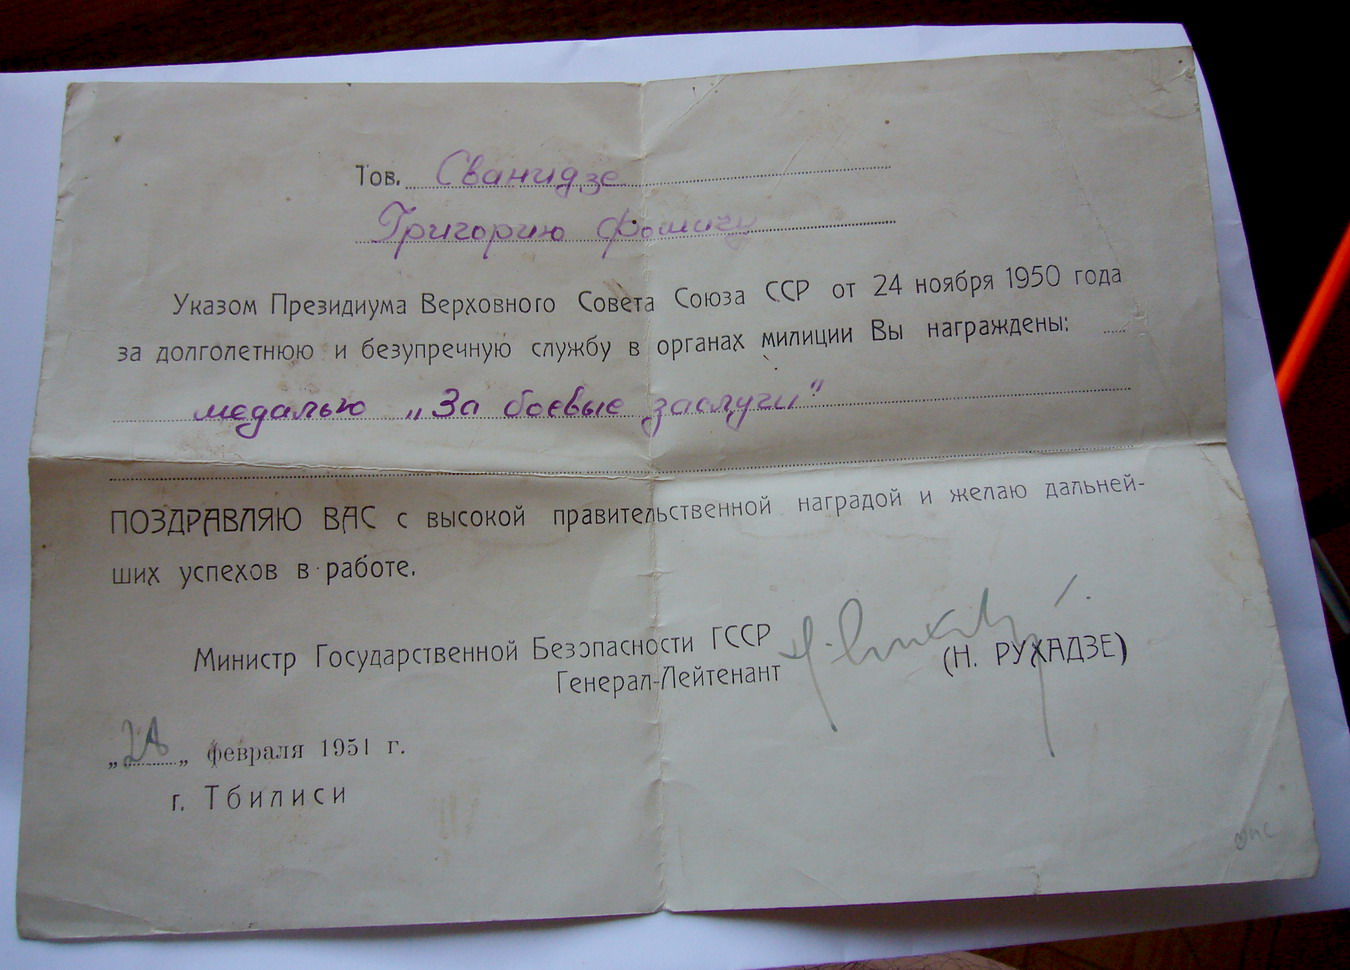 Тов. Сванидзе
Григорию Фомичу
Указом Президиума Верховного Совета Союза ССР от 24 ноября 1950 года
за долголетнюю и безупречную службу в органах милиции Вы награждены:
медалью „За боевые заслуги"
ПОЗДРАВЛЯЮ ВАС с высокой правительственной наградой и желаю дальней-
ших успехов в работе.
Министр Государственной Безопасности ГССР
Генерал-Лейтенант
(Н. РУХАДЗЕ)
„28„ февраля 1951 г.
г. Тбилиси